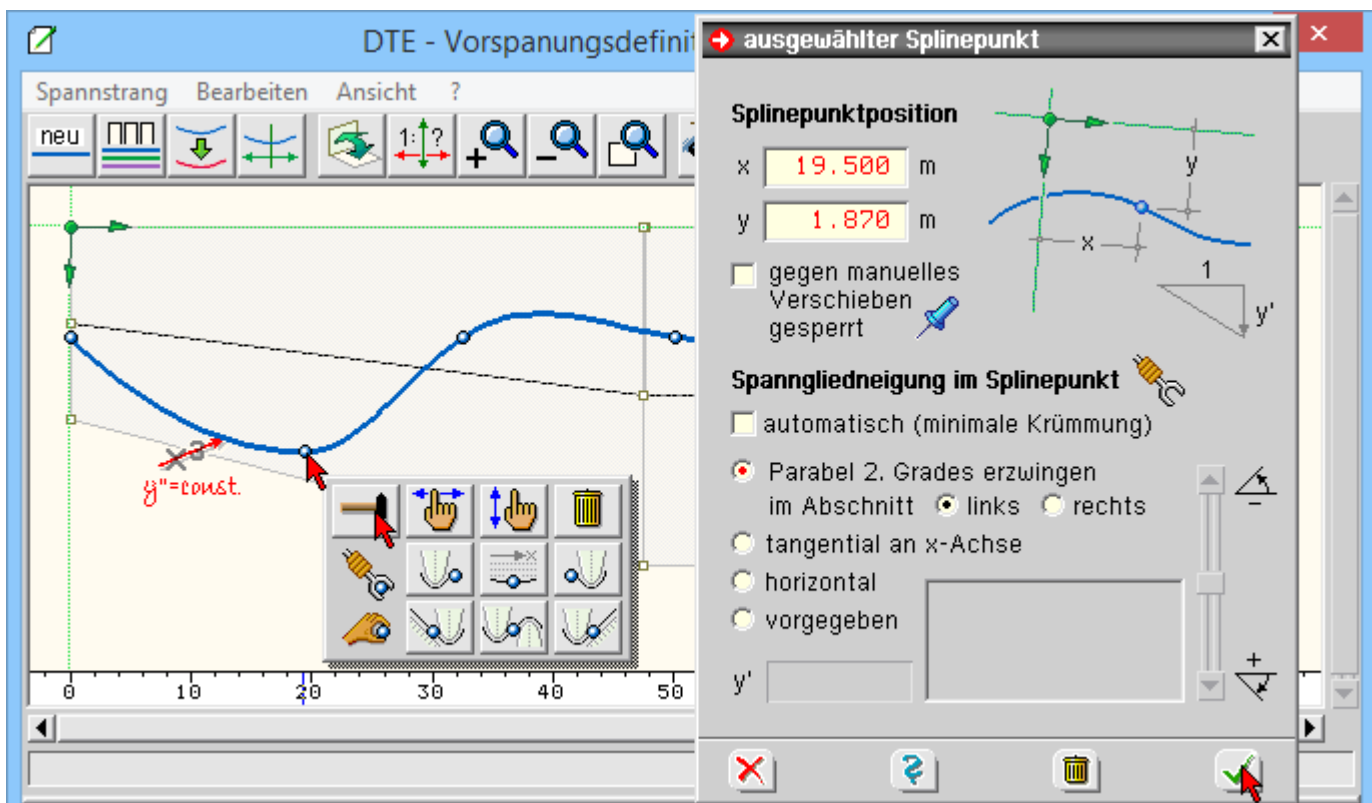 DTE - Vorspanungsdefinit
Spannstrang Bearbeiten Ansicht ?
neu
1:?
y"=const.
0 10 20 30 40 50
ausgewählter Splinepunkt
Splinepunktposition
x 19.500 m
y 1.870 m
gegen manuelles
Verschieben
gesperrt
y
x
1
y'
Spanngliedneigung im Splinepunkt
automatisch (minimale Krümmung)
Parabel 2. Grades erzwingen
im Abschnitt links rechts
tangential an x-Achse
horizontal
vorgegeben
y'